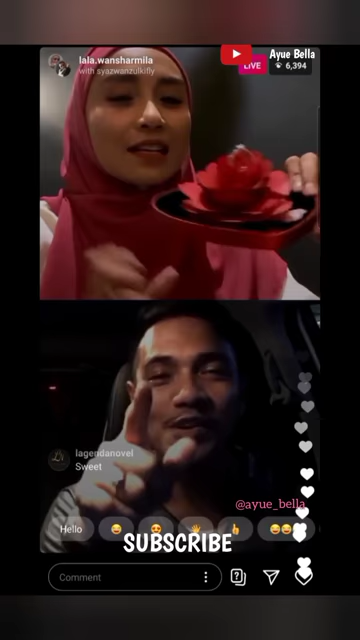 Ayue Bella
lala.wansharmila
with syazwanzulkifly
LIVE
6,394
lagendanovel
Sweet
@ayue_bella
Hello
SUBSCRIBE
Comment